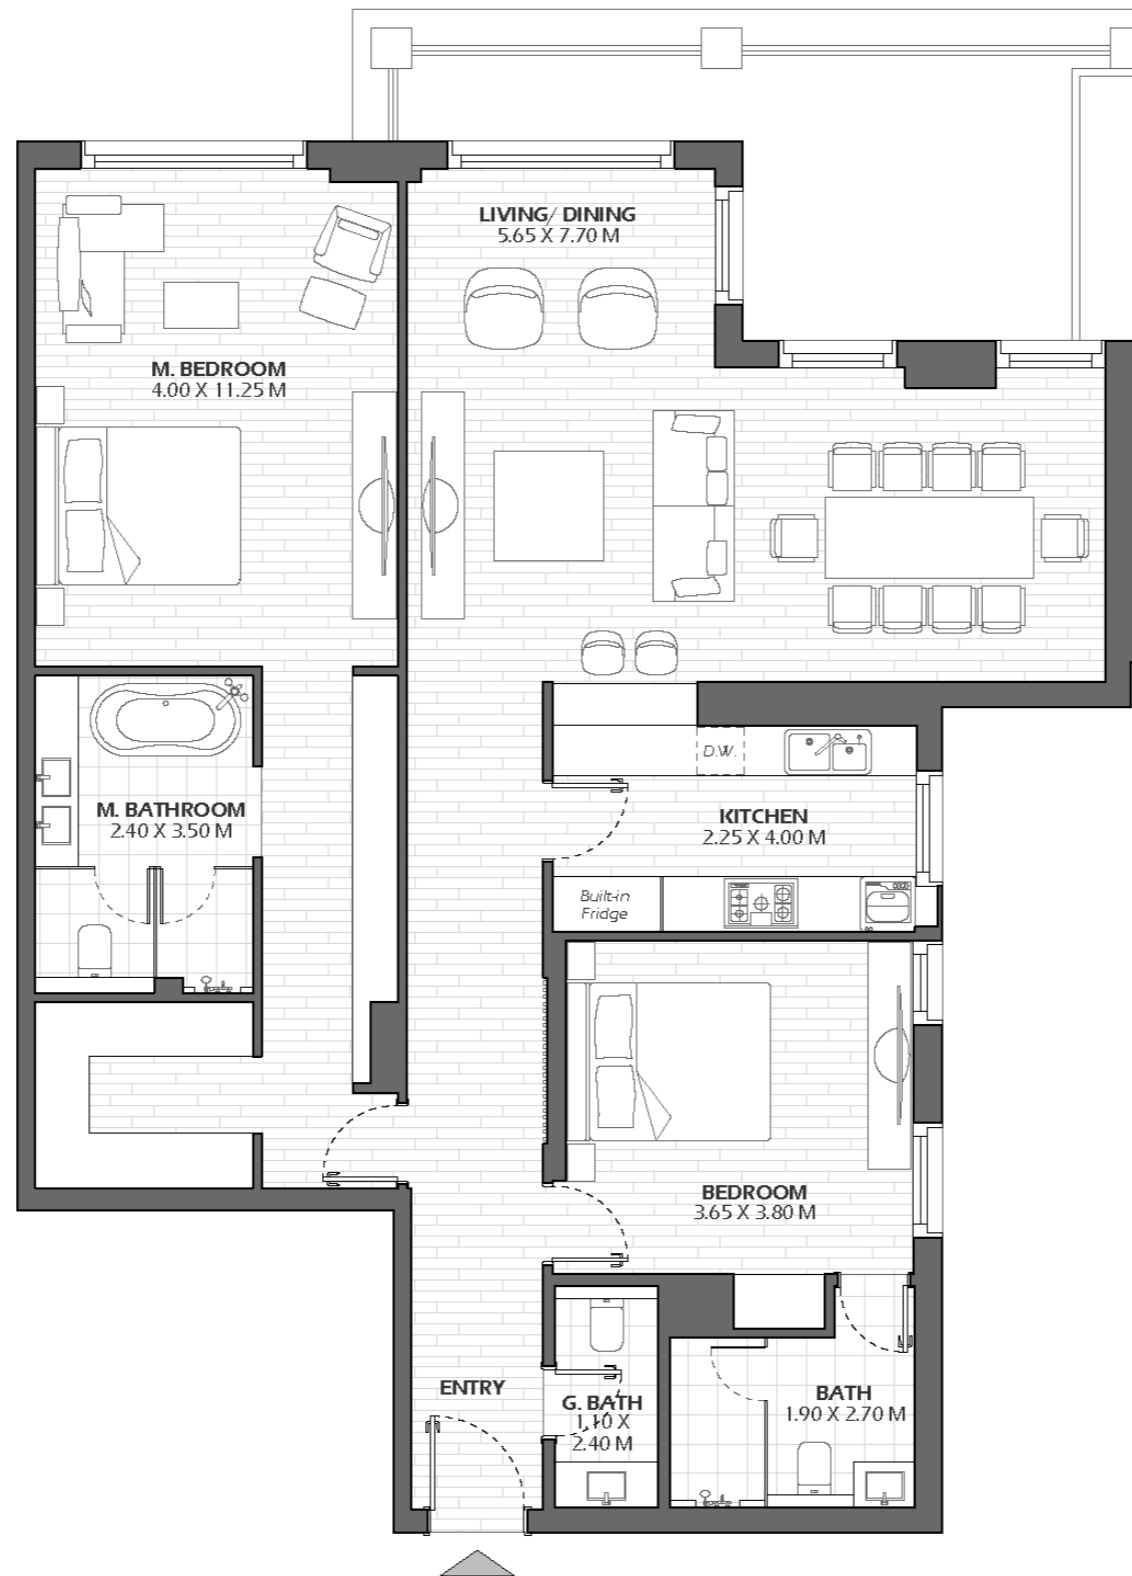 LIVING/ DINING
5.65 X 7.70 M
M. BEDROOM
4.00 X 11.25 M
D.W.
M. BATHROOM
2.40 X 3.50 M
KITCHEN
2.25 X 4.00 M
Built-in
Fridge
BEDROOM
3.65 X 3.80 M
ENTRY
G. BATH
1.10 X
2.40 M
BATH
1.90 X 2.70 M